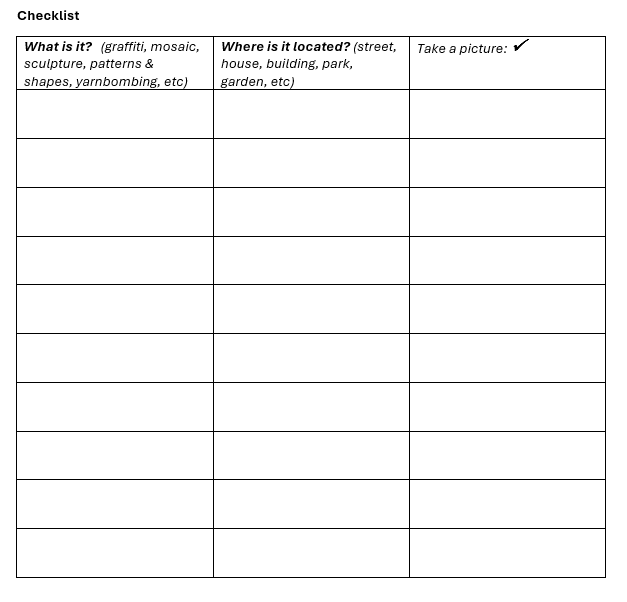 Checklist
What is it? (graffiti, mosaic,
sculpture, patterns &
shapes, yarnbombing, etc)
Where is it located? (street,
house, building, park,
garden, etc)
Take a picture: ✓